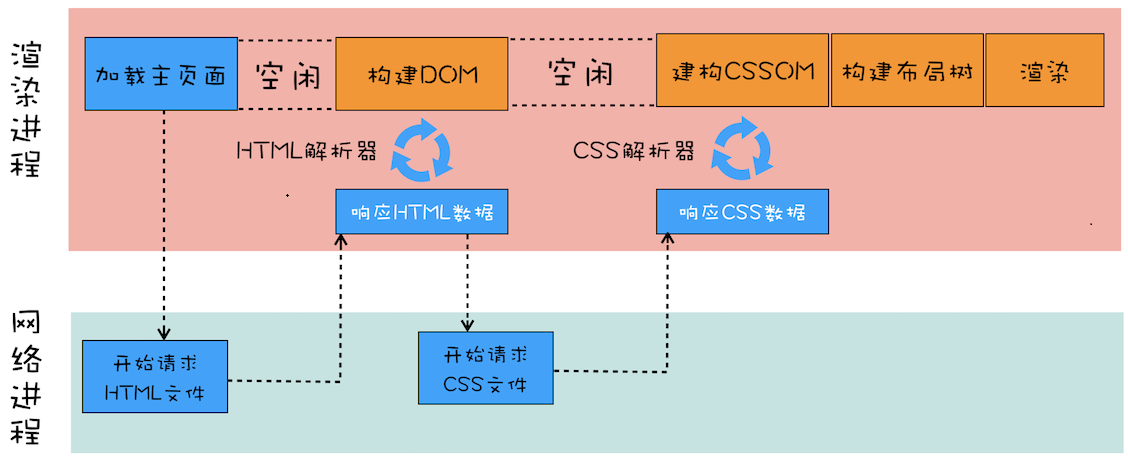 渲染进程
加载主页面
空闲
构建DOM
空闲
建构CSSOM
构建布局树
渲染
HTML解析器
CSS解析器
响应HTML数据
响应CSS数据
网络进程
开始请求
HTML文件
开始请求
CSS文件